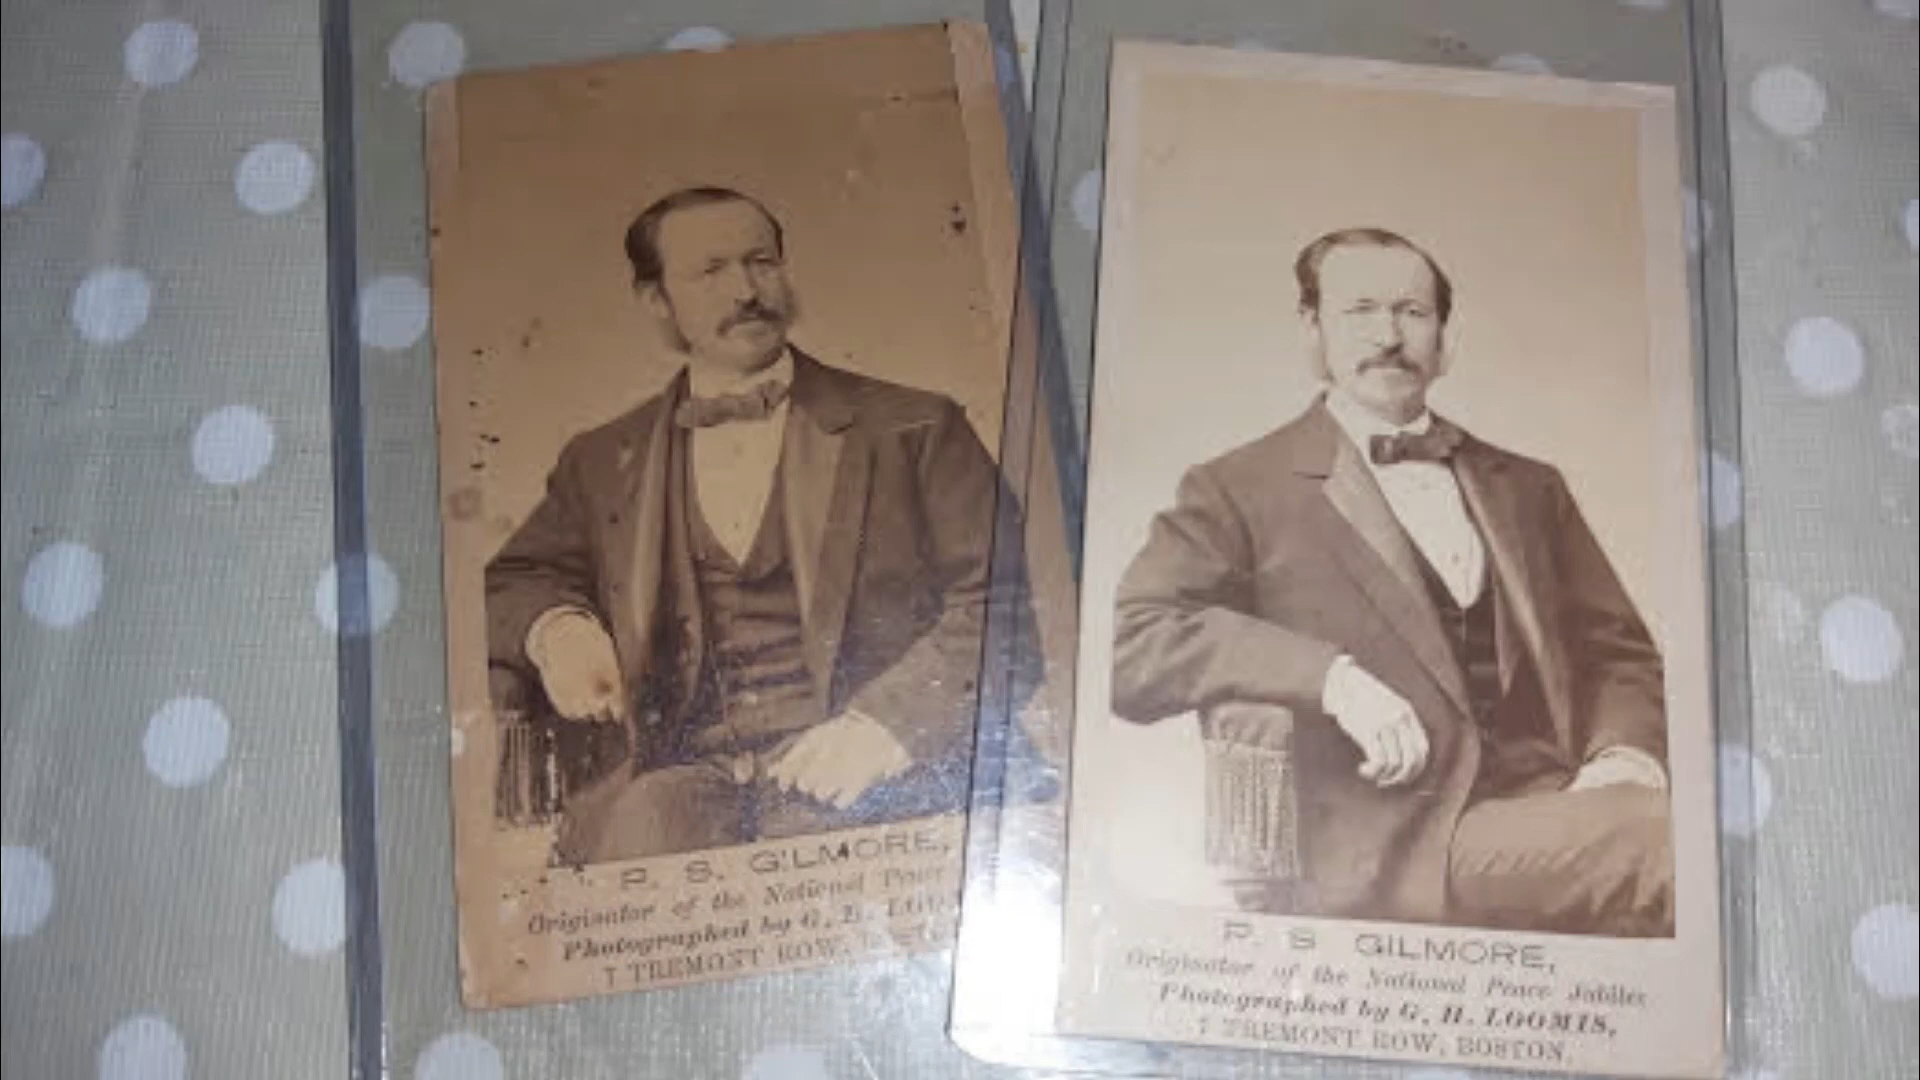 P. S. GILMORE,
Originator of the National Peace
Photographed by G. H. LOOM
7 TREMONT ROW,
P. S GILMORE,
Originator of the National Peace Jubilee
Photographed by G. H. LOOMIS,
7 TREMONT ROW, BOSTON.